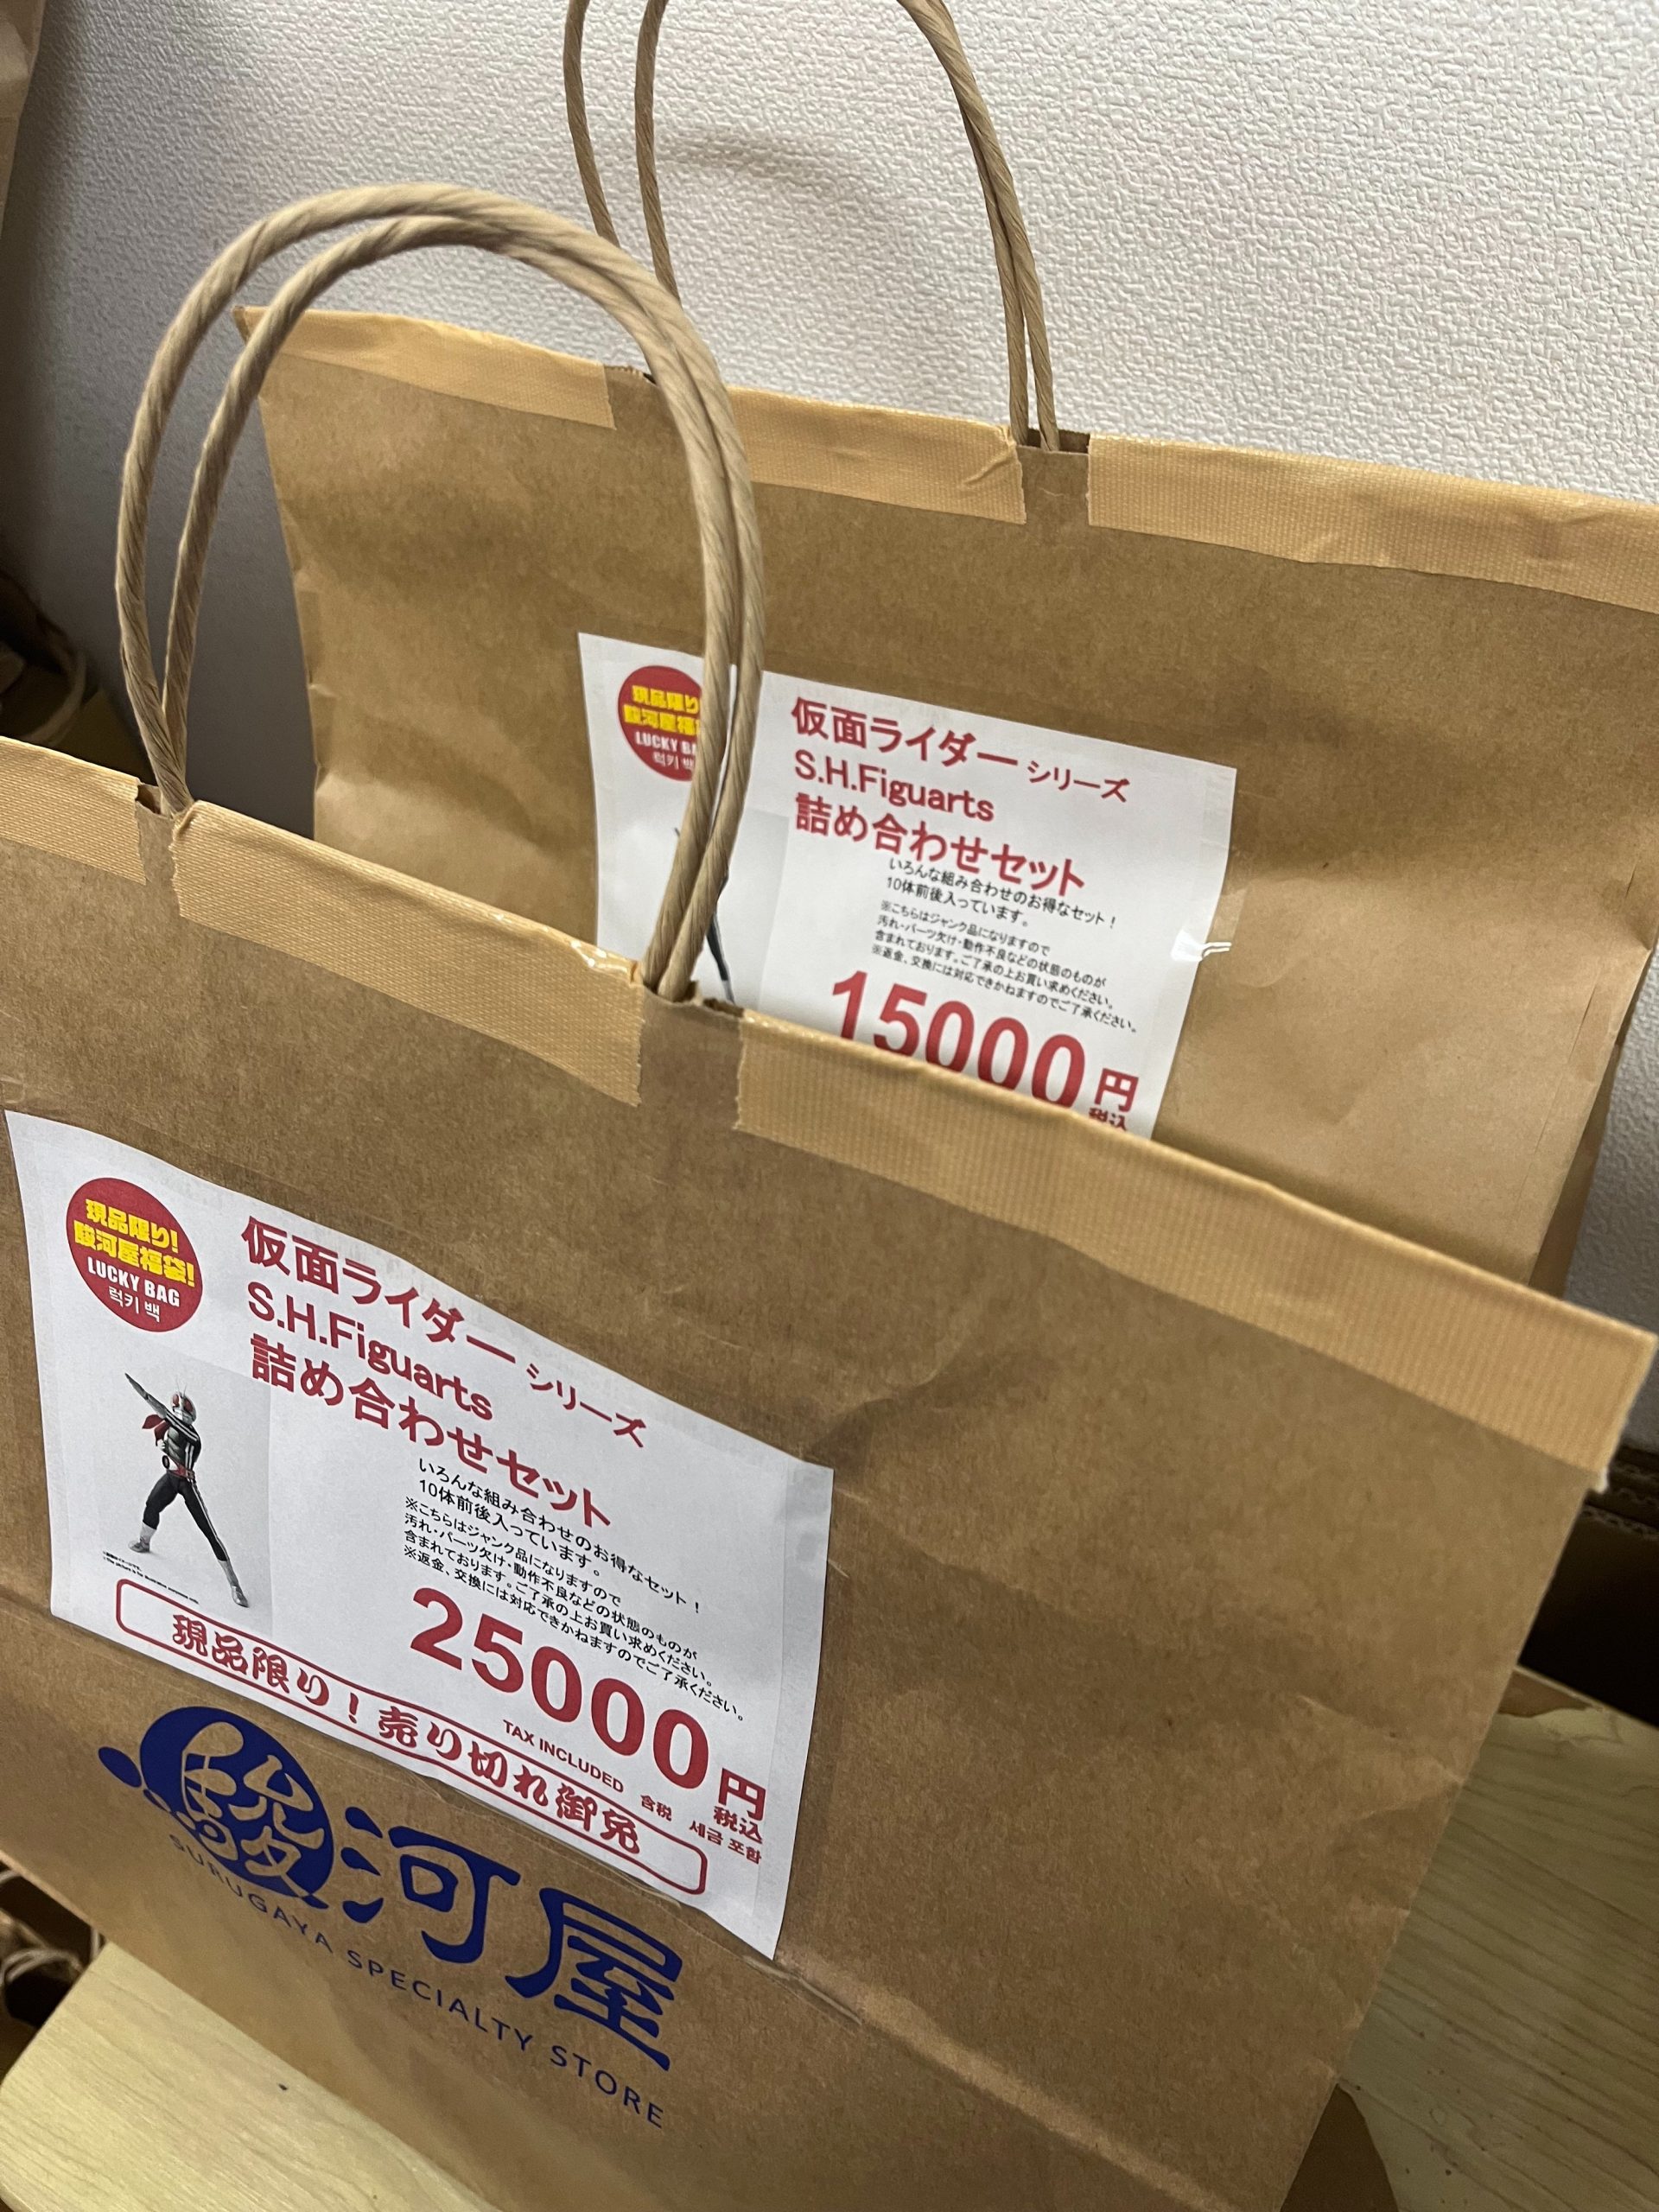 現品限り
駿河屋福
LUCKY BA
럭키 백
仮面ライダーシリーズ
S.H.Figuarts
詰め合わせセット
いろんな組み合わせのお得なセット！
10体前後入っています。
※こちらはジャンク品になりますので
汚れ・パーツ欠け・動作不良などの状態のものが
含まれております。ご了承の上お買い求めください。
※返金、交換には対応できかねますのでご了承ください。
15000円
税込
現品限り!
駿河屋福袋!
LUCKY BAG
럭키 백
仮面ライダーシリーズ
S.H.Figuarts
詰め合わせセット
いろんな組み合わせのお得なセット！
10体前後入っています。
※こちらはジャンク品になりますので
汚れ・パーツ欠け・動作不良などの状態のものが
含まれております。ご了承の上お買い求めください。
※返金、交換には対応できかねますのでご了承ください。
25000円
税込
TAX INCLUDED 含税 세금 포함
現品限り！売り切れ御免
駿河屋
SURUGAYA SPECIALTY STORE